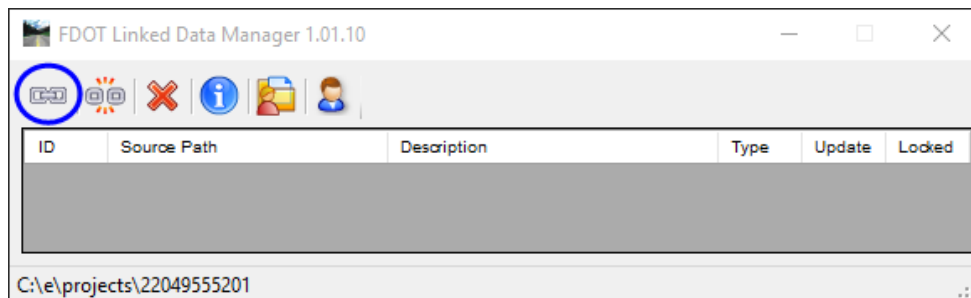 FDOT Linked Data Manager 1.01.10
ID Source Path Description Type Update Locked
C:\e\projects\22049555201